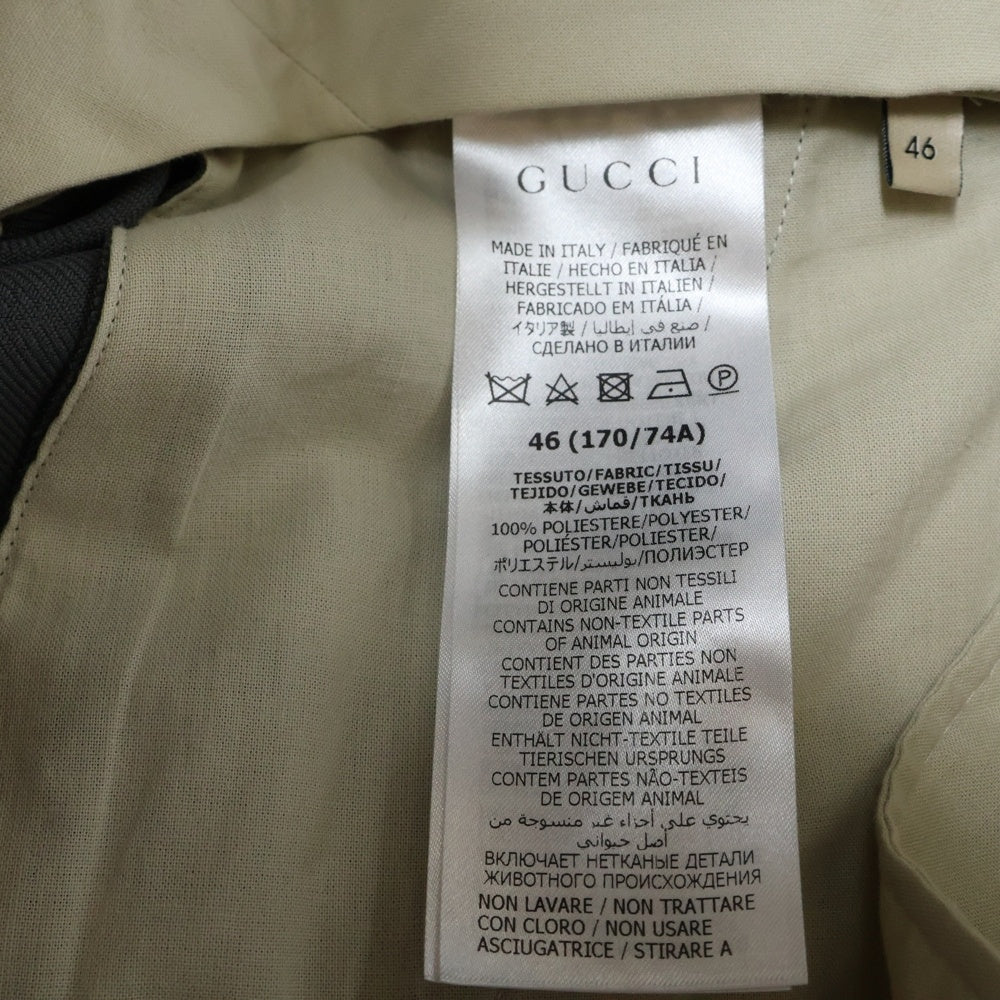 GUCCI
46
MADE IN ITALY / FABRIQUÉ EN
ITALIE / HECHO EN ITALIA /
HERGESTELLT IN ITALIEN /
FABRICADO EM ITÁLIA /
イタリア製 / صنع في إيطاليا /
СДЕЛАНО В ИТАЛИИ
P
46 (170/74A)
TESSUTO/FABRIC/TISSU/
TEJIDO/GEWEBE/TECIDO/
本体/قماش/ТКАНЬ
100% POLIESTERE/POLYESTER/
POLIÉSTER/POLIESTER/
ポリエステル/بوليستر/ПОЛИЭСТЕР
CONTIENE PARTI NON TESSILI
DI ORIGINE ANIMALE
CONTAINS NON-TEXTILE PARTS
OF ANIMAL ORIGIN
CONTIENT DES PARTIES NON
TEXTILES D'ORIGINE ANIMALE
CONTIENE PARTES NO TEXTILES
DE ORIGEN ANIMAL
ENTHÄLT NICHT-TEXTILE TEILE
TIERISCHEN URSPRUNGS
CONTEM PARTES NÃO-TEXTEIS
DE ORIGEM ANIMAL
يحتوي على أجزاء غير منسوجة من
أصل حيواني
ВКЛЮЧАЕТ НЕТКАНЫЕ ДЕТАЛИ
ЖИВОТНОГО ПРОИСХОЖДЕНИЯ
NON LAVARE / NON TRATTARE
CON CLORO / NON USARE
ASCIUGATRICE / STIRARE A